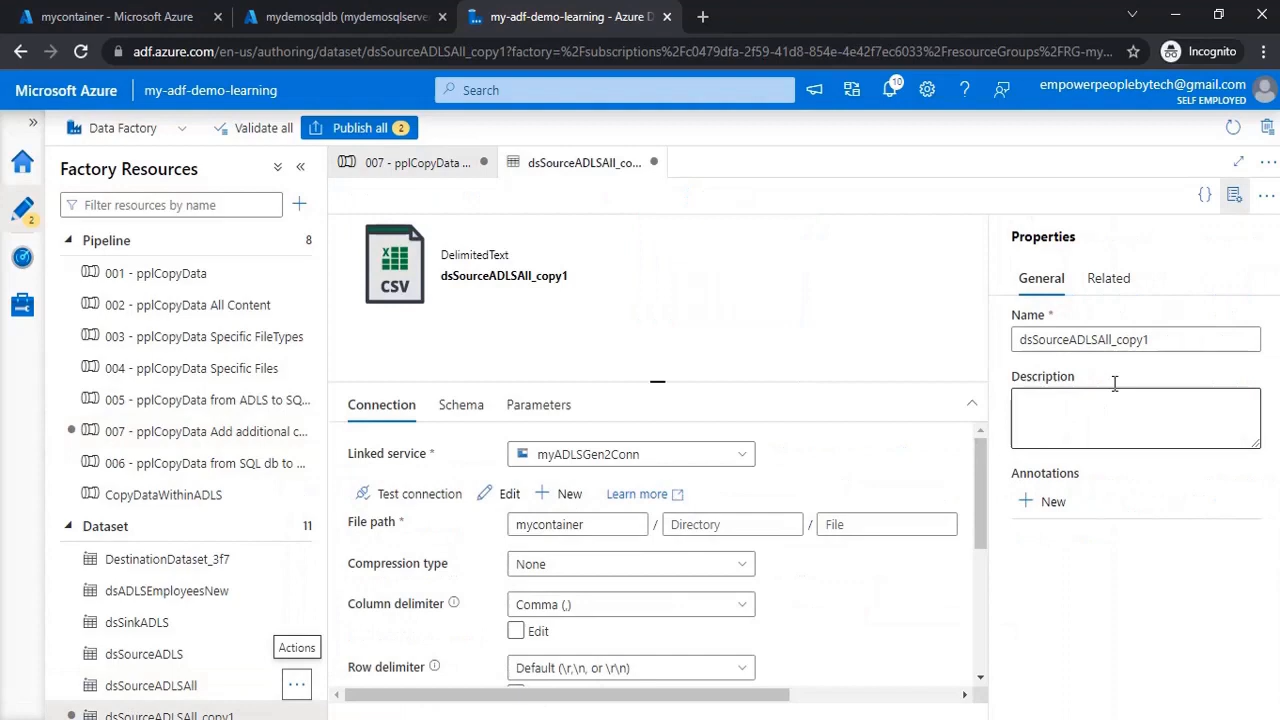 mycontainer - Microsoft Azure
mydemosqldb (mydemosqlserver
my-adf-demo-learning - Azure D
adf.azure.com/en-us/authoring/dataset/dsSourceADLSAll_copy1?factory=%2Fsubscriptions%2Fc0479dfa-2f59-41d8-854e-4e42f7ec6033%2FresourceGroups%2FRG-my...
Incognito
Microsoft Azure
my-adf-demo-learning
Search
10
empowerpeoplebytech@gmail.com
SELF EMPLOYED
Data Factory
Validate all
Publish all 2
Factory Resources
Filter resources by name
2
Pipeline 8
001 - pplCopyData
002 - pplCopyData All Content
003 - pplCopyData Specific FileTypes
004 - pplCopyData Specific Files
005 - pplCopyData from ADLS to SQ...
007 - pplCopyData Add additional c...
006 - pplCopyData from SQL db to ...
CopyDataWithinADLS
Dataset 11
DestinationDataset_3f7
dsADLSEmployeesNew
dsSinkADLS
dsSourceADLS
Actions
dsSourceADLSAll
dsSourceADLSAll_copy1
007 - pplCopyData ...
dsSourceADLSAll_co...
CSV
DelimitedText
dsSourceADLSAll_copy1
Connection
Schema
Parameters
Linked service *
myADLSGen2Conn
Test connection
Edit
New
Learn more
File path *
mycontainer / Directory / File
Compression type
None
Column delimiter
Comma (,)
Edit
Row delimiter
Default (\r,\n, or \r\n)
Properties
General
Related
Name *
dsSourceADLSAll_copy1
Description
Annotations
New